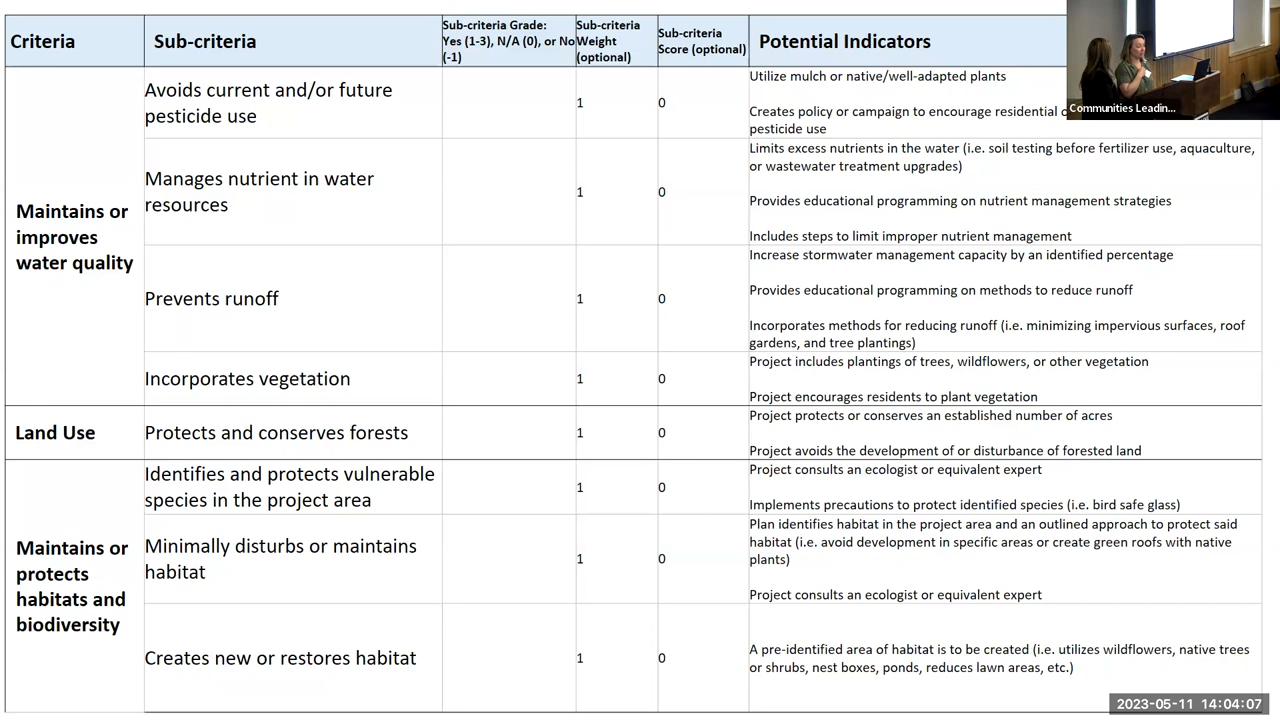 Criteria
Sub-criteria
Sub-criteria Grade:
Yes (1-3), N/A (0), or No
(-1)
Sub-criteria
Weight
(optional)
Sub-criteria
Score (optional)
Potential Indicators
Maintains or
improves
water quality
Avoids current and/or future
pesticide use
1
0
Utilize mulch or native/well-adapted plants
Creates policy or campaign to encourage residential
pesticide use
Manages nutrient in water
resources
1
0
Limits excess nutrients in the water (i.e. soil testing before fertilizer use, aquaculture,
or wastewater treatment upgrades)
Provides educational programming on nutrient management strategies
Includes steps to limit improper nutrient management
Prevents runoff
1
0
Increase stormwater management capacity by an identified percentage
Provides educational programming on methods to reduce runoff
Incorporates methods for reducing runoff (i.e. minimizing impervious surfaces, roof
gardens, and tree plantings)
Incorporates vegetation
1
0
Project includes plantings of trees, wildflowers, or other vegetation
Project encourages residents to plant vegetation
Land Use
Protects and conserves forests
1
0
Project protects or conserves an established number of acres
Project avoids the development of or disturbance of forested land
Maintains or
protects
habitats and
biodiversity
Identifies and protects vulnerable
species in the project area
1
0
Project consults an ecologist or equivalent expert
Implements precautions to protect identified species (i.e. bird safe glass)
Minimally disturbs or maintains
habitat
1
0
Plan identifies habitat in the project area and an outlined approach to protect said
habitat (i.e. avoid development in specific areas or create green roofs with native
plants)
Project consults an ecologist or equivalent expert
Creates new or restores habitat
1
0
A pre-identified area of habitat is to be created (i.e. utilizes wildflowers, native trees
or shrubs, nest boxes, ponds, reduces lawn areas, etc.)
Communities Leadin...
2023-05-11 14:04:07